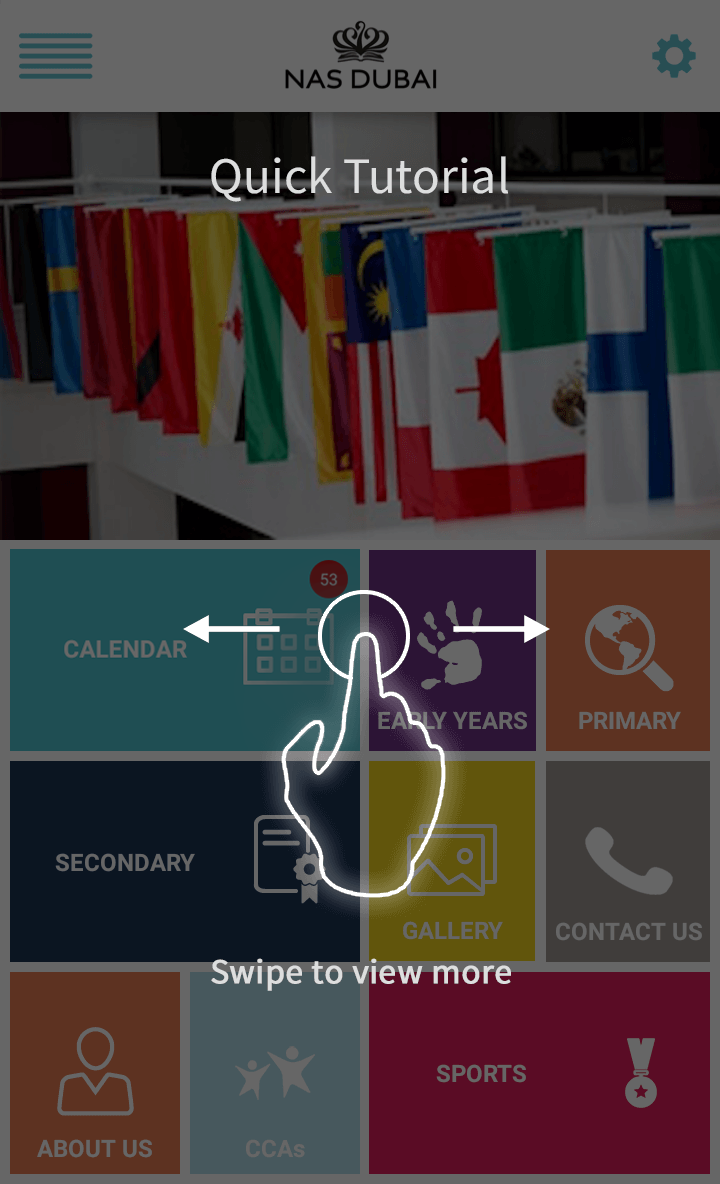 NAS DUBAI
Quick Tutorial
53
CALENDAR
EARLY YEARS
PRIMARY
SECONDARY
GALLERY
CONTACT US
Swipe to view more
ABOUT US
CCAs
SPORTS